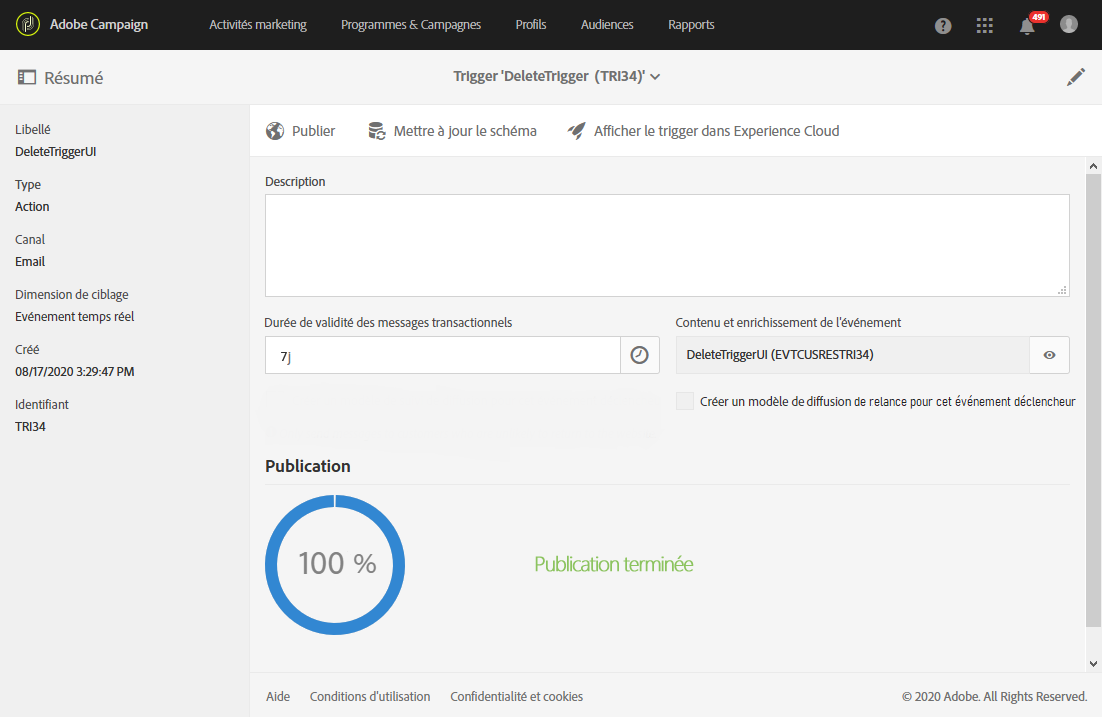 Adobe Campaign Activités marketing Programmes & Campagnes Profils Audiences Rapports ? 491
Résumé Trigger 'DeleteTrigger (TRI34)'
Libellé
DeleteTriggerUI
Type
Action
Canal
Email
Dimension de ciblage
Evénement temps réel
Créé
08/17/2020 3:29:47 PM
Identifiant
TRI34
Publier Mettre à jour le schéma Afficher le trigger dans Experience Cloud
Description
Durée de validité des messages transactionnels
7j
Contenu et enrichissement de l'événement
DeleteTriggerUI (EVTCUSRESTRI34)
Créer un modèle de diffusion de relance pour cet événement déclencheur
Publication
100 %
Publication terminée
Aide Conditions d'utilisation Confidentialité et cookies © 2020 Adobe. All Rights Reserved.